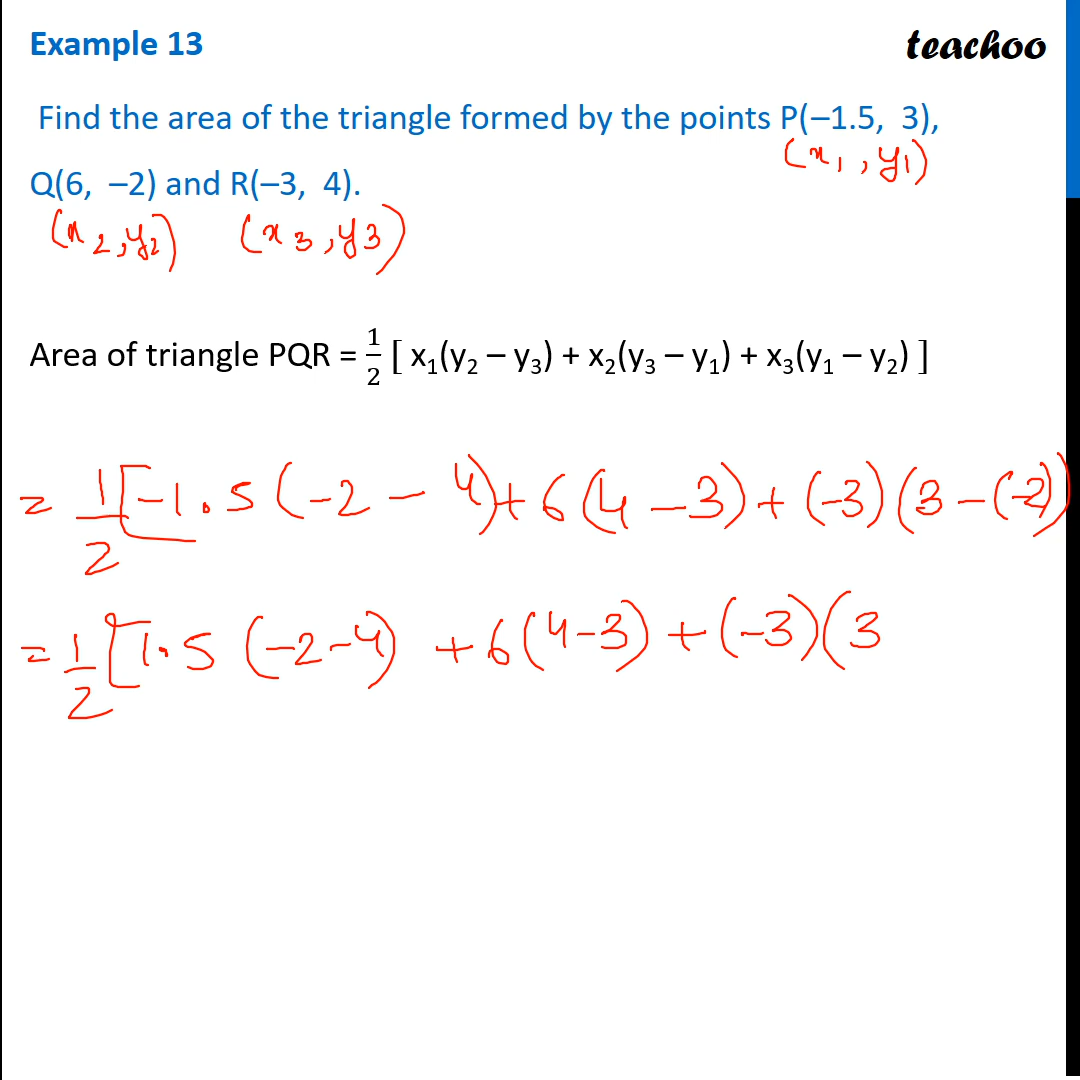 Example 13
teachoo
Find the area of the triangle formed by the points P(–1.5, 3),
(x₁, y₁)
Q(6, –2) and R(–3, 4).
(x₂, y₂) (x₃, y₃)
Area of triangle PQR = 1/2 [ x₁(y₂ – y₃) + x₂(y₃ – y₁) + x₃(y₁ – y₂) ]
= 1/2 [-1.5 (-2 - 4) + 6 (4 - 3) + (-3) (3 - (-2))
= 1/2 [1.5 (-2-4) + 6(4-3) + (-3)(3